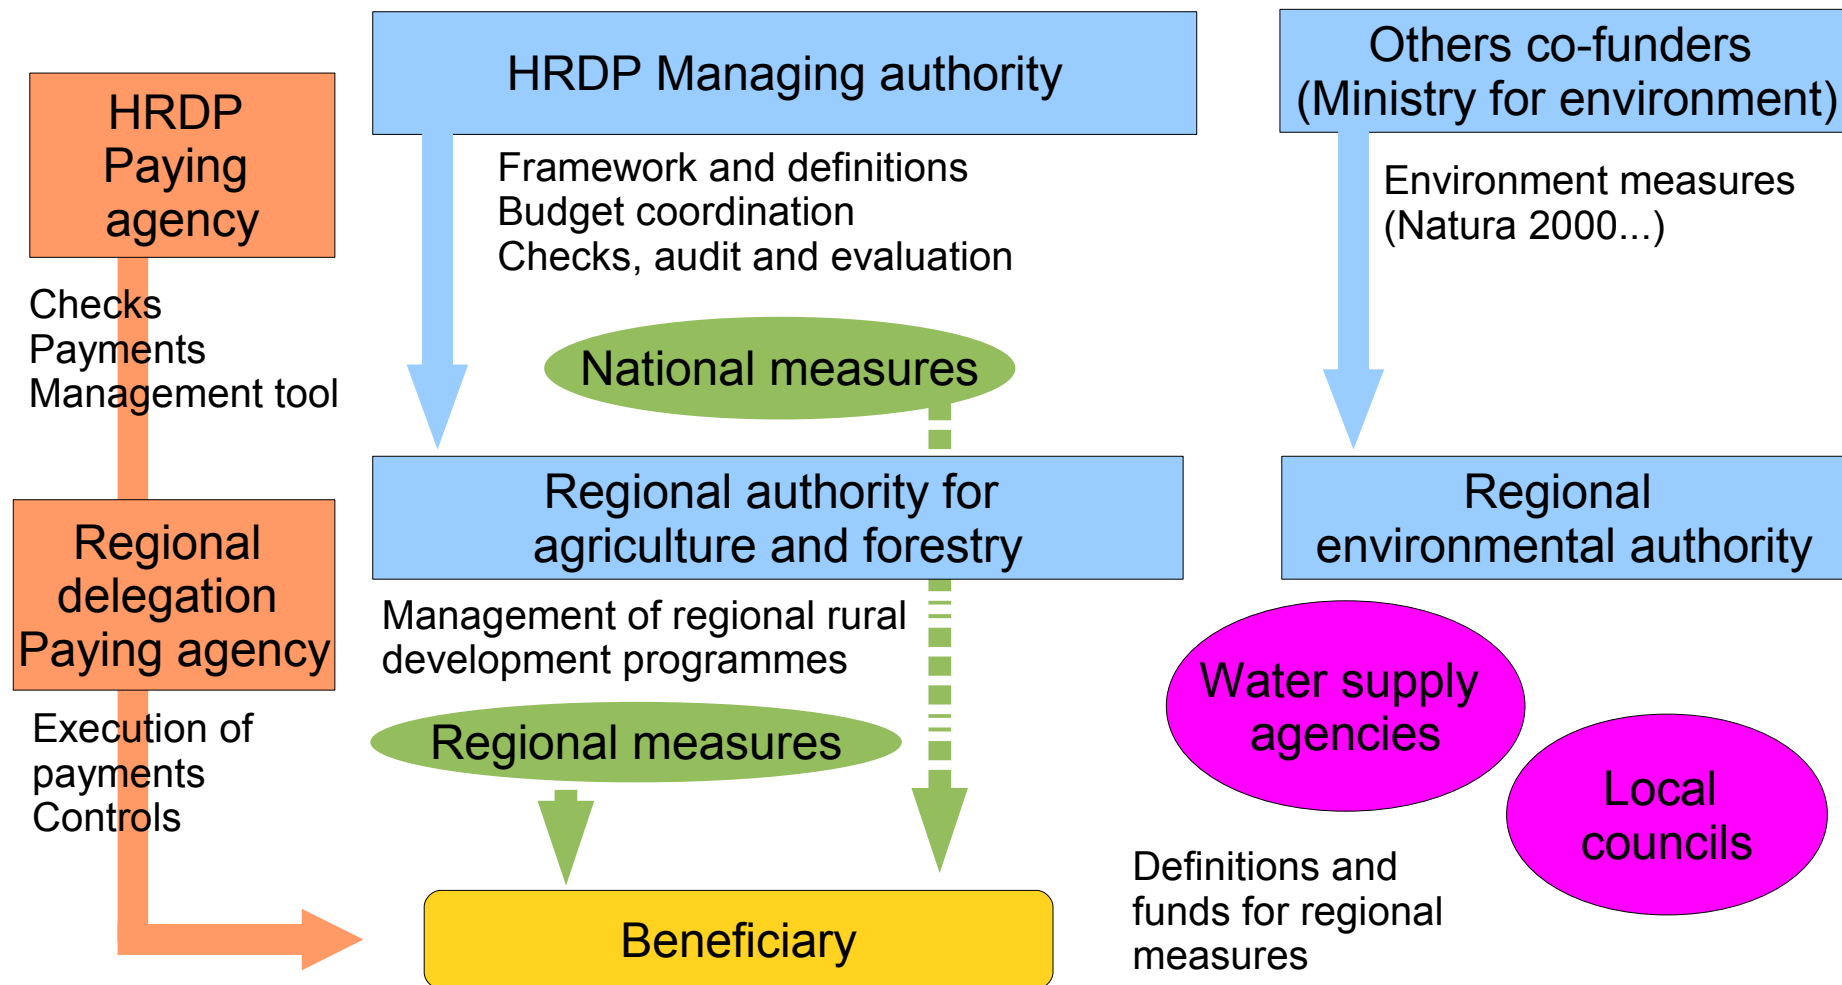 HRDP Managing authority
Others co-funders
(Ministry for environment)
HRDP
Paying
agency
Framework and definitions
Budget coordination
Checks, audit and evaluation
Environment measures
(Natura 2000...)
Checks
Payments
Management tool
National measures
Regional authority for
agriculture and forestry
Regional
environmental authority
Regional
delegation
Paying agency
Management of regional rural
development programmes
Water supply
agencies
Regional measures
Execution of
payments
Controls
Local
councils
Definitions and
funds for regional
measures
Beneficiary